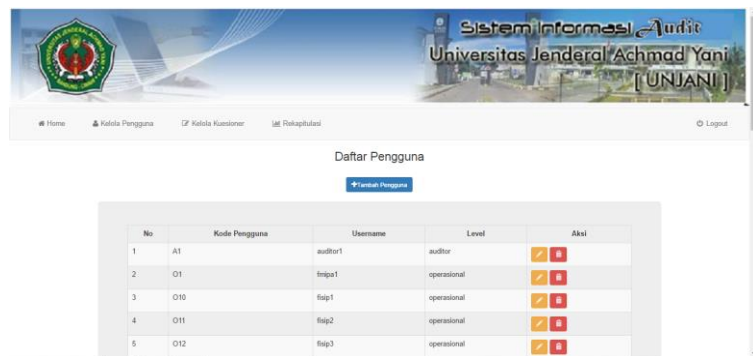 Sistem Informasi Audit
Universitas Jenderal Achmad Yani
[ UNJANI ]
Home Kelola Pengguna Kelola Kuesioner Rekapitulasi Logout
Daftar Pengguna
+Tambah Pengguna
No Kode Pengguna Username Level Aksi
1 A1 auditor1 auditor
2 O1 fmipa1 operasional
3 O10 fisip1 operasional
4 O11 fisip2 operasional
5 O12 fisip3 operasional